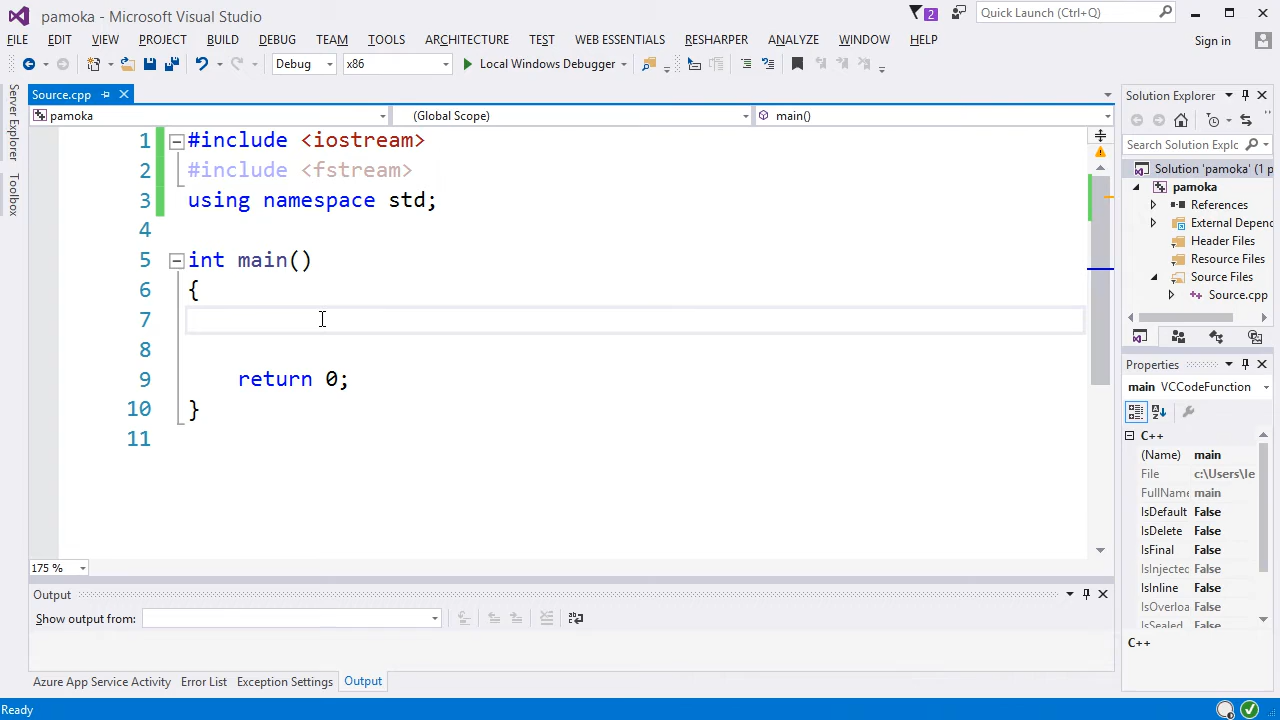 pamoka - Microsoft Visual Studio
2
Quick Launch (Ctrl+Q)
FILE EDIT VIEW PROJECT BUILD DEBUG TEAM TOOLS ARCHITECTURE TEST WEB ESSENTIALS RESHARPER ANALYZE WINDOW HELP
Sign in
Debug x86 Local Windows Debugger
Server Explorer
Toolbox
Source.cpp
pamoka (Global Scope) main()
1 #include <iostream>
2 #include <fstream>
3 using namespace std;
4
5 int main()
6 {
7
8
9 return 0;
10 }
11
175 %
Output
Show output from:
Azure App Service Activity Error List Exception Settings Output
Ready
Solution Explorer
Search Solution Explc
Solution 'pamoka' (1 p
pamoka
References
External Depend
Header Files
Resource Files
Source Files
Source.cpp
Properties
main VCCodeFunction
C++
(Name) main
File c:\Users\le
FullName main
IsDefault False
IsDelete False
IsFinal False
IsInjected False
IsInline False
IsOverloa False
IsSealed False
C++